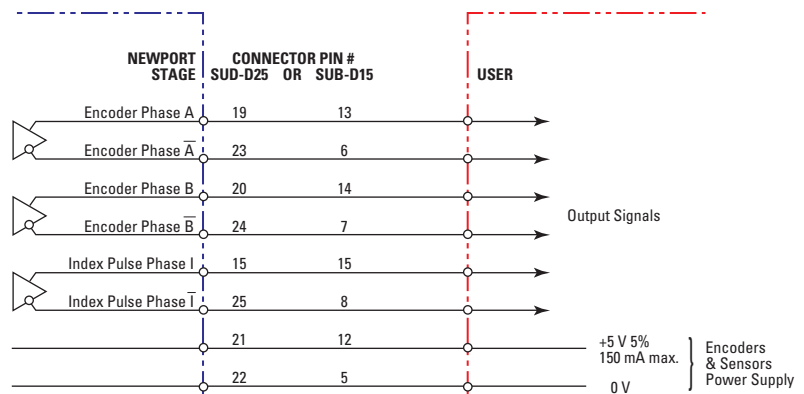 NEWPORT STAGE CONNECTOR PIN # USER
SUD-D25 OR SUB-D15
Encoder Phase A 19 13
Encoder Phase A̅ 23 6
Encoder Phase B 20 14
Encoder Phase B̅ 24 7
Output Signals
Index Pulse Phase I 15 15
Index Pulse Phase I̅ 25 8
21 12 +5 V 5%
150 mA max.
22 5 0 V
Encoders
& Sensors
Power Supply